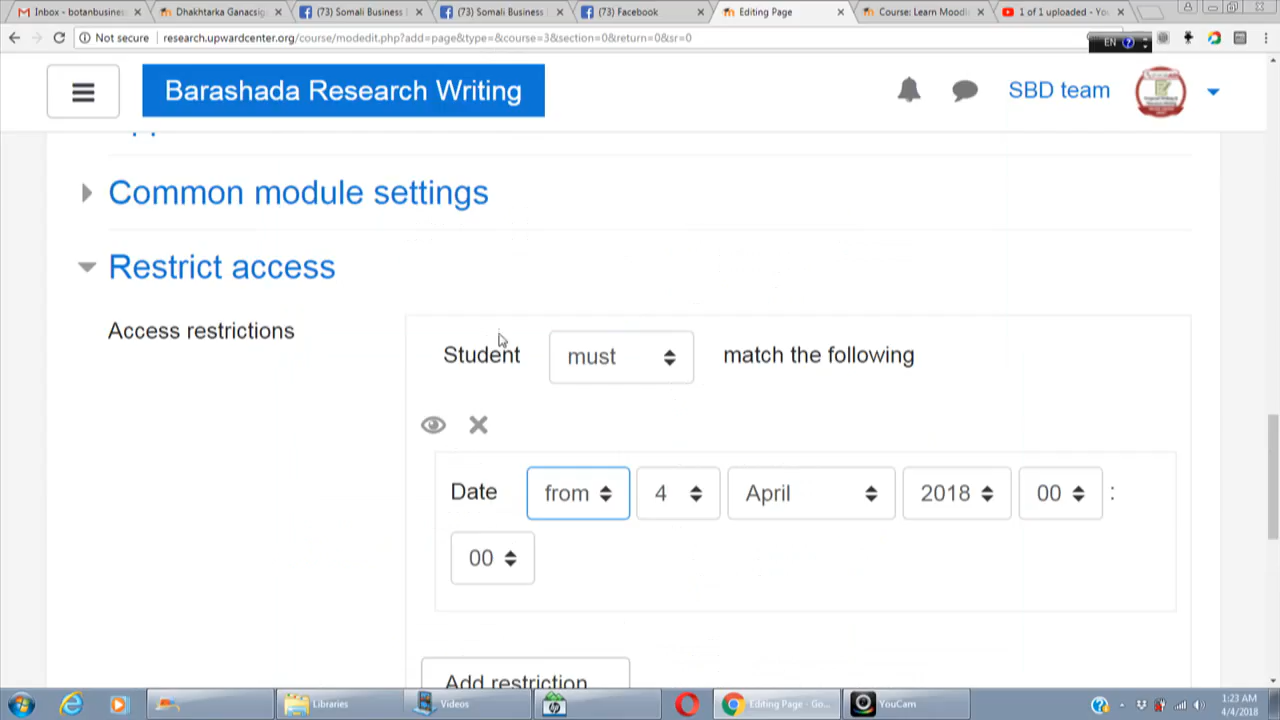 Inbox - botanbusines
Dhakhtarka Ganacsig
(73) Somali Business
(73) Somali Business
(73) Facebook
Editing Page
Course: Learn Moodl
1 of 1 uploaded - Yo
Not secure research.upwardcenter.org/course/modedit.php?add=page&type=&course=3&section=0&return=0&sr=0
EN
Barashada Research Writing
SBD team
Common module settings
Restrict access
Access restrictions
Student must match the following
Date from 4 April 2018 00 :
00
Add restriction
Libraries
Videos
Editing Page - Go...
YouCam
1:23 AM
4/4/2018